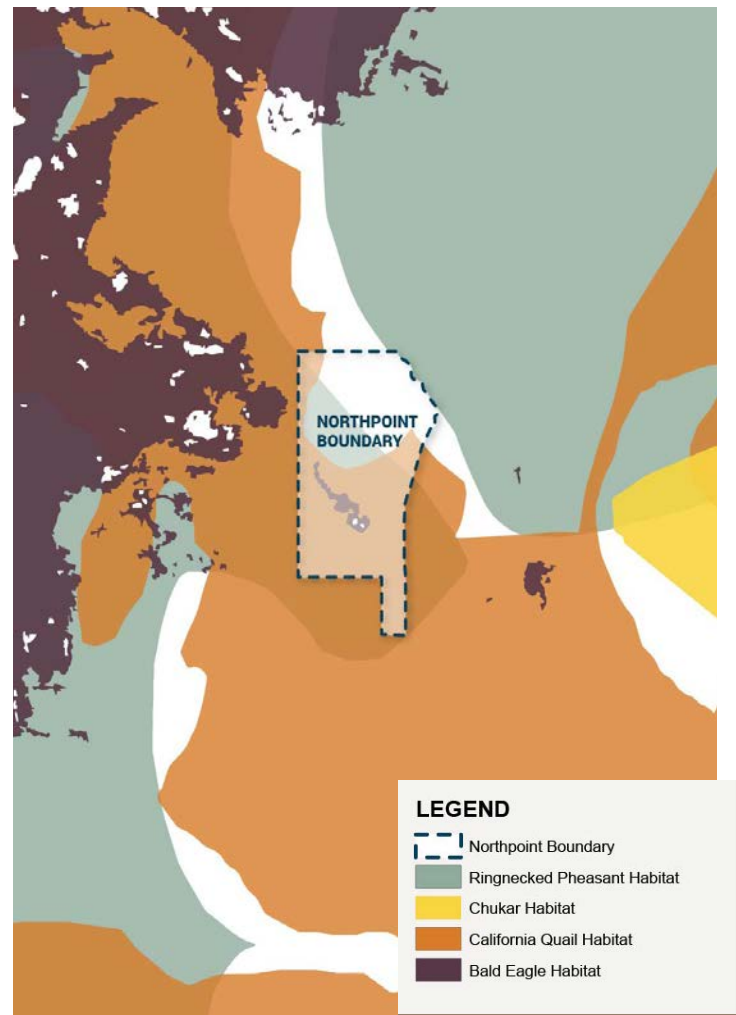 NORTHPOINT
BOUNDARY
LEGEND
Northpoint Boundary
Ringnecked Pheasant Habitat
Chukar Habitat
California Quail Habitat
Bald Eagle Habitat